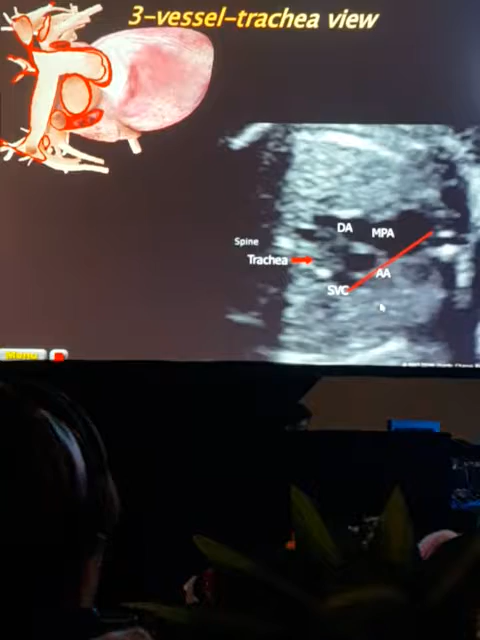 3-vessel-trachea view
DA
MPA
Spine
Trachea
AA
SVC
Menu